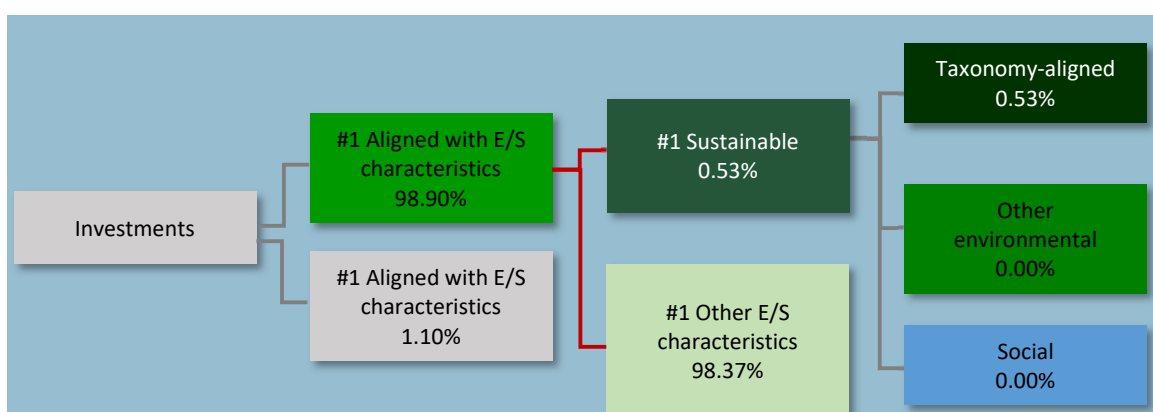 Investments
#1 Aligned with E/S
characteristics
98.90%
#1 Aligned with E/S
characteristics
1.10%
#1 Sustainable
0.53%
#1 Other E/S
characteristics
98.37%
Taxonomy-aligned
0.53%
Other
environmental
0.00%
Social
0.00%